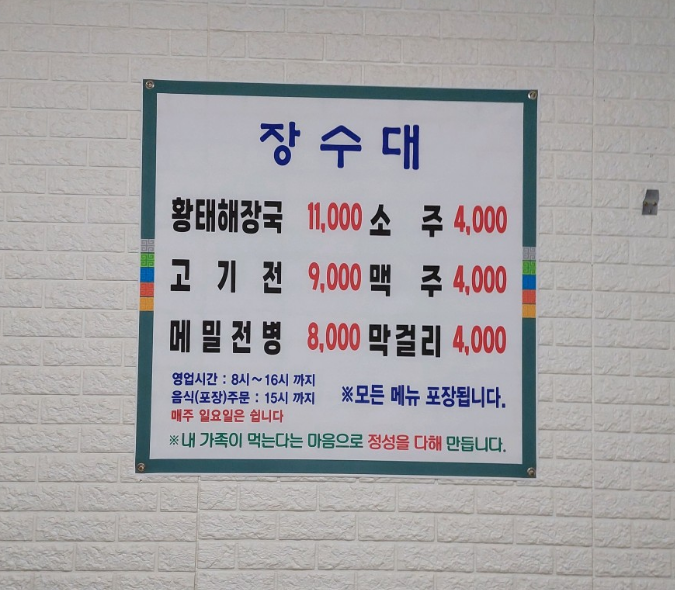 장수대
황태해장국 11,000 소 주 4,000
고 기 전 9,000 맥 주 4,000
메밀전병 8,000 막걸리 4,000
영업시간 : 8시~16시 까지
음식(포장)주문 : 15시 까지
※모든 메뉴 포장됩니다.
매주 일요일은 쉽니다
※내 가족이 먹는다는 마음으로 정성을 다해 만듭니다.